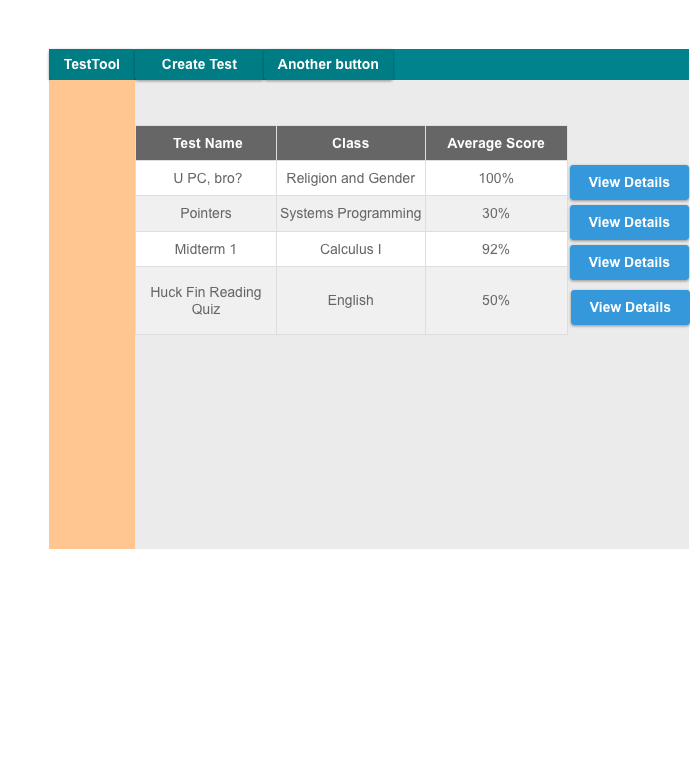 TestTool Create Test Another button
Test Name Class Average Score
U PC, bro? Religion and Gender 100% View Details
Pointers Systems Programming 30% View Details
Midterm 1 Calculus I 92% View Details
Huck Fin Reading
Quiz English 50% View Details